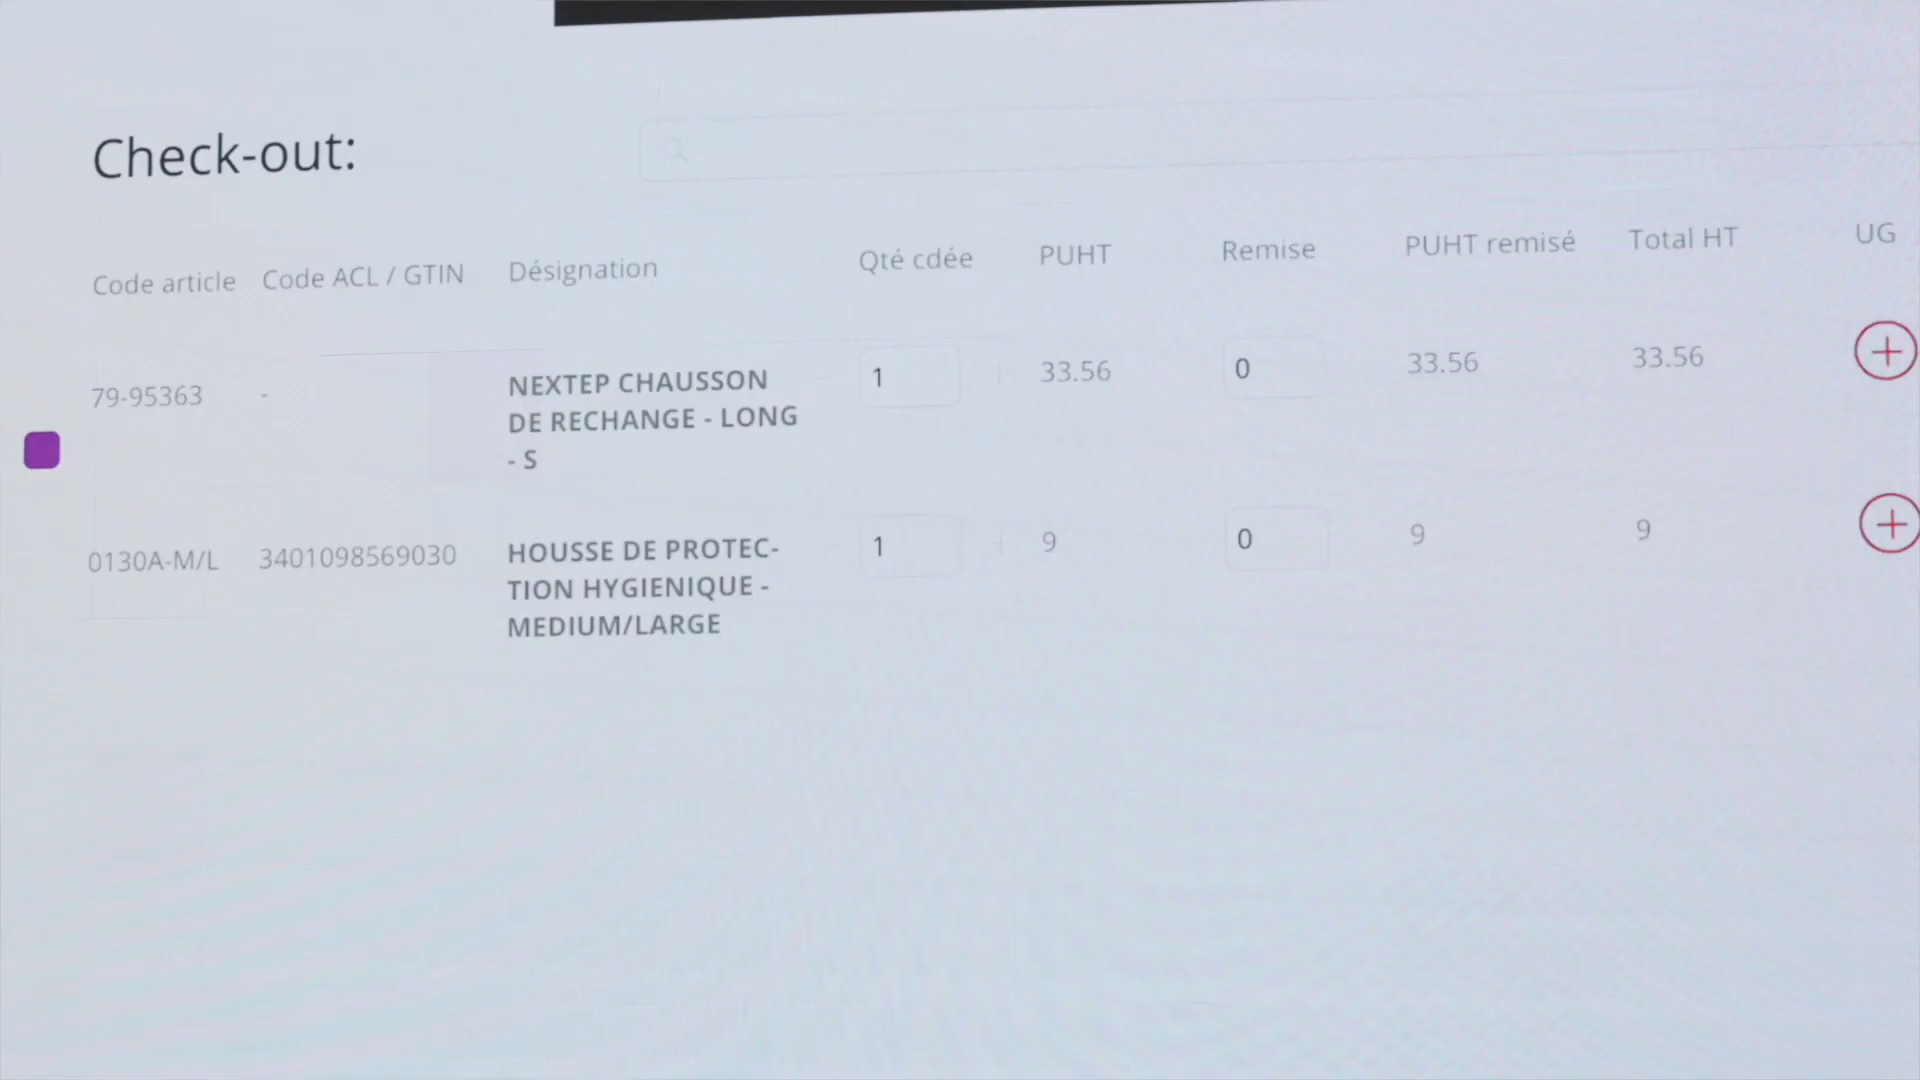 Check-out:
Code article Code ACL / GTIN Désignation Qté cdée PUHT Remise PUHT remisé Total HT UG
79-95363 - NEXTEP CHAUSSON 1 33.56 0 33.56 33.56
DE RECHANGE - LONG
- S
0130A-M/L 3401098569030 HOUSSE DE PROTEC- 1 9 0 9 9
TION HYGIENIQUE -
MEDIUM/LARGE